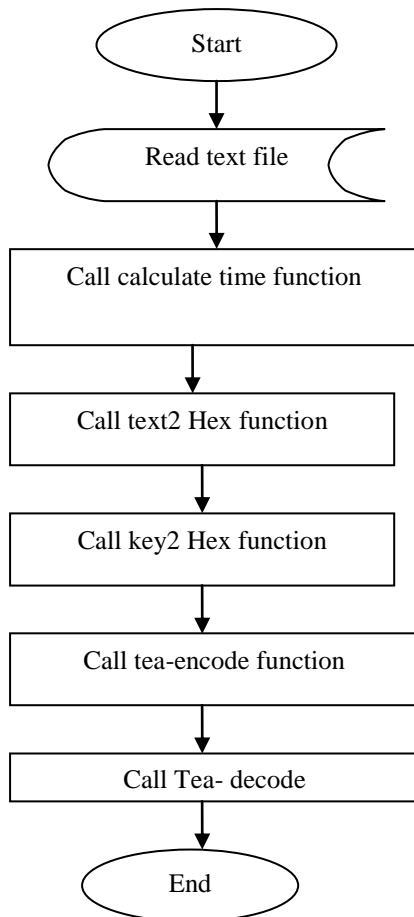 Start
Read text file
Call calculate time function
Call text2 Hex function
Call key2 Hex function
Call tea-encode function
Call Tea- decode
End